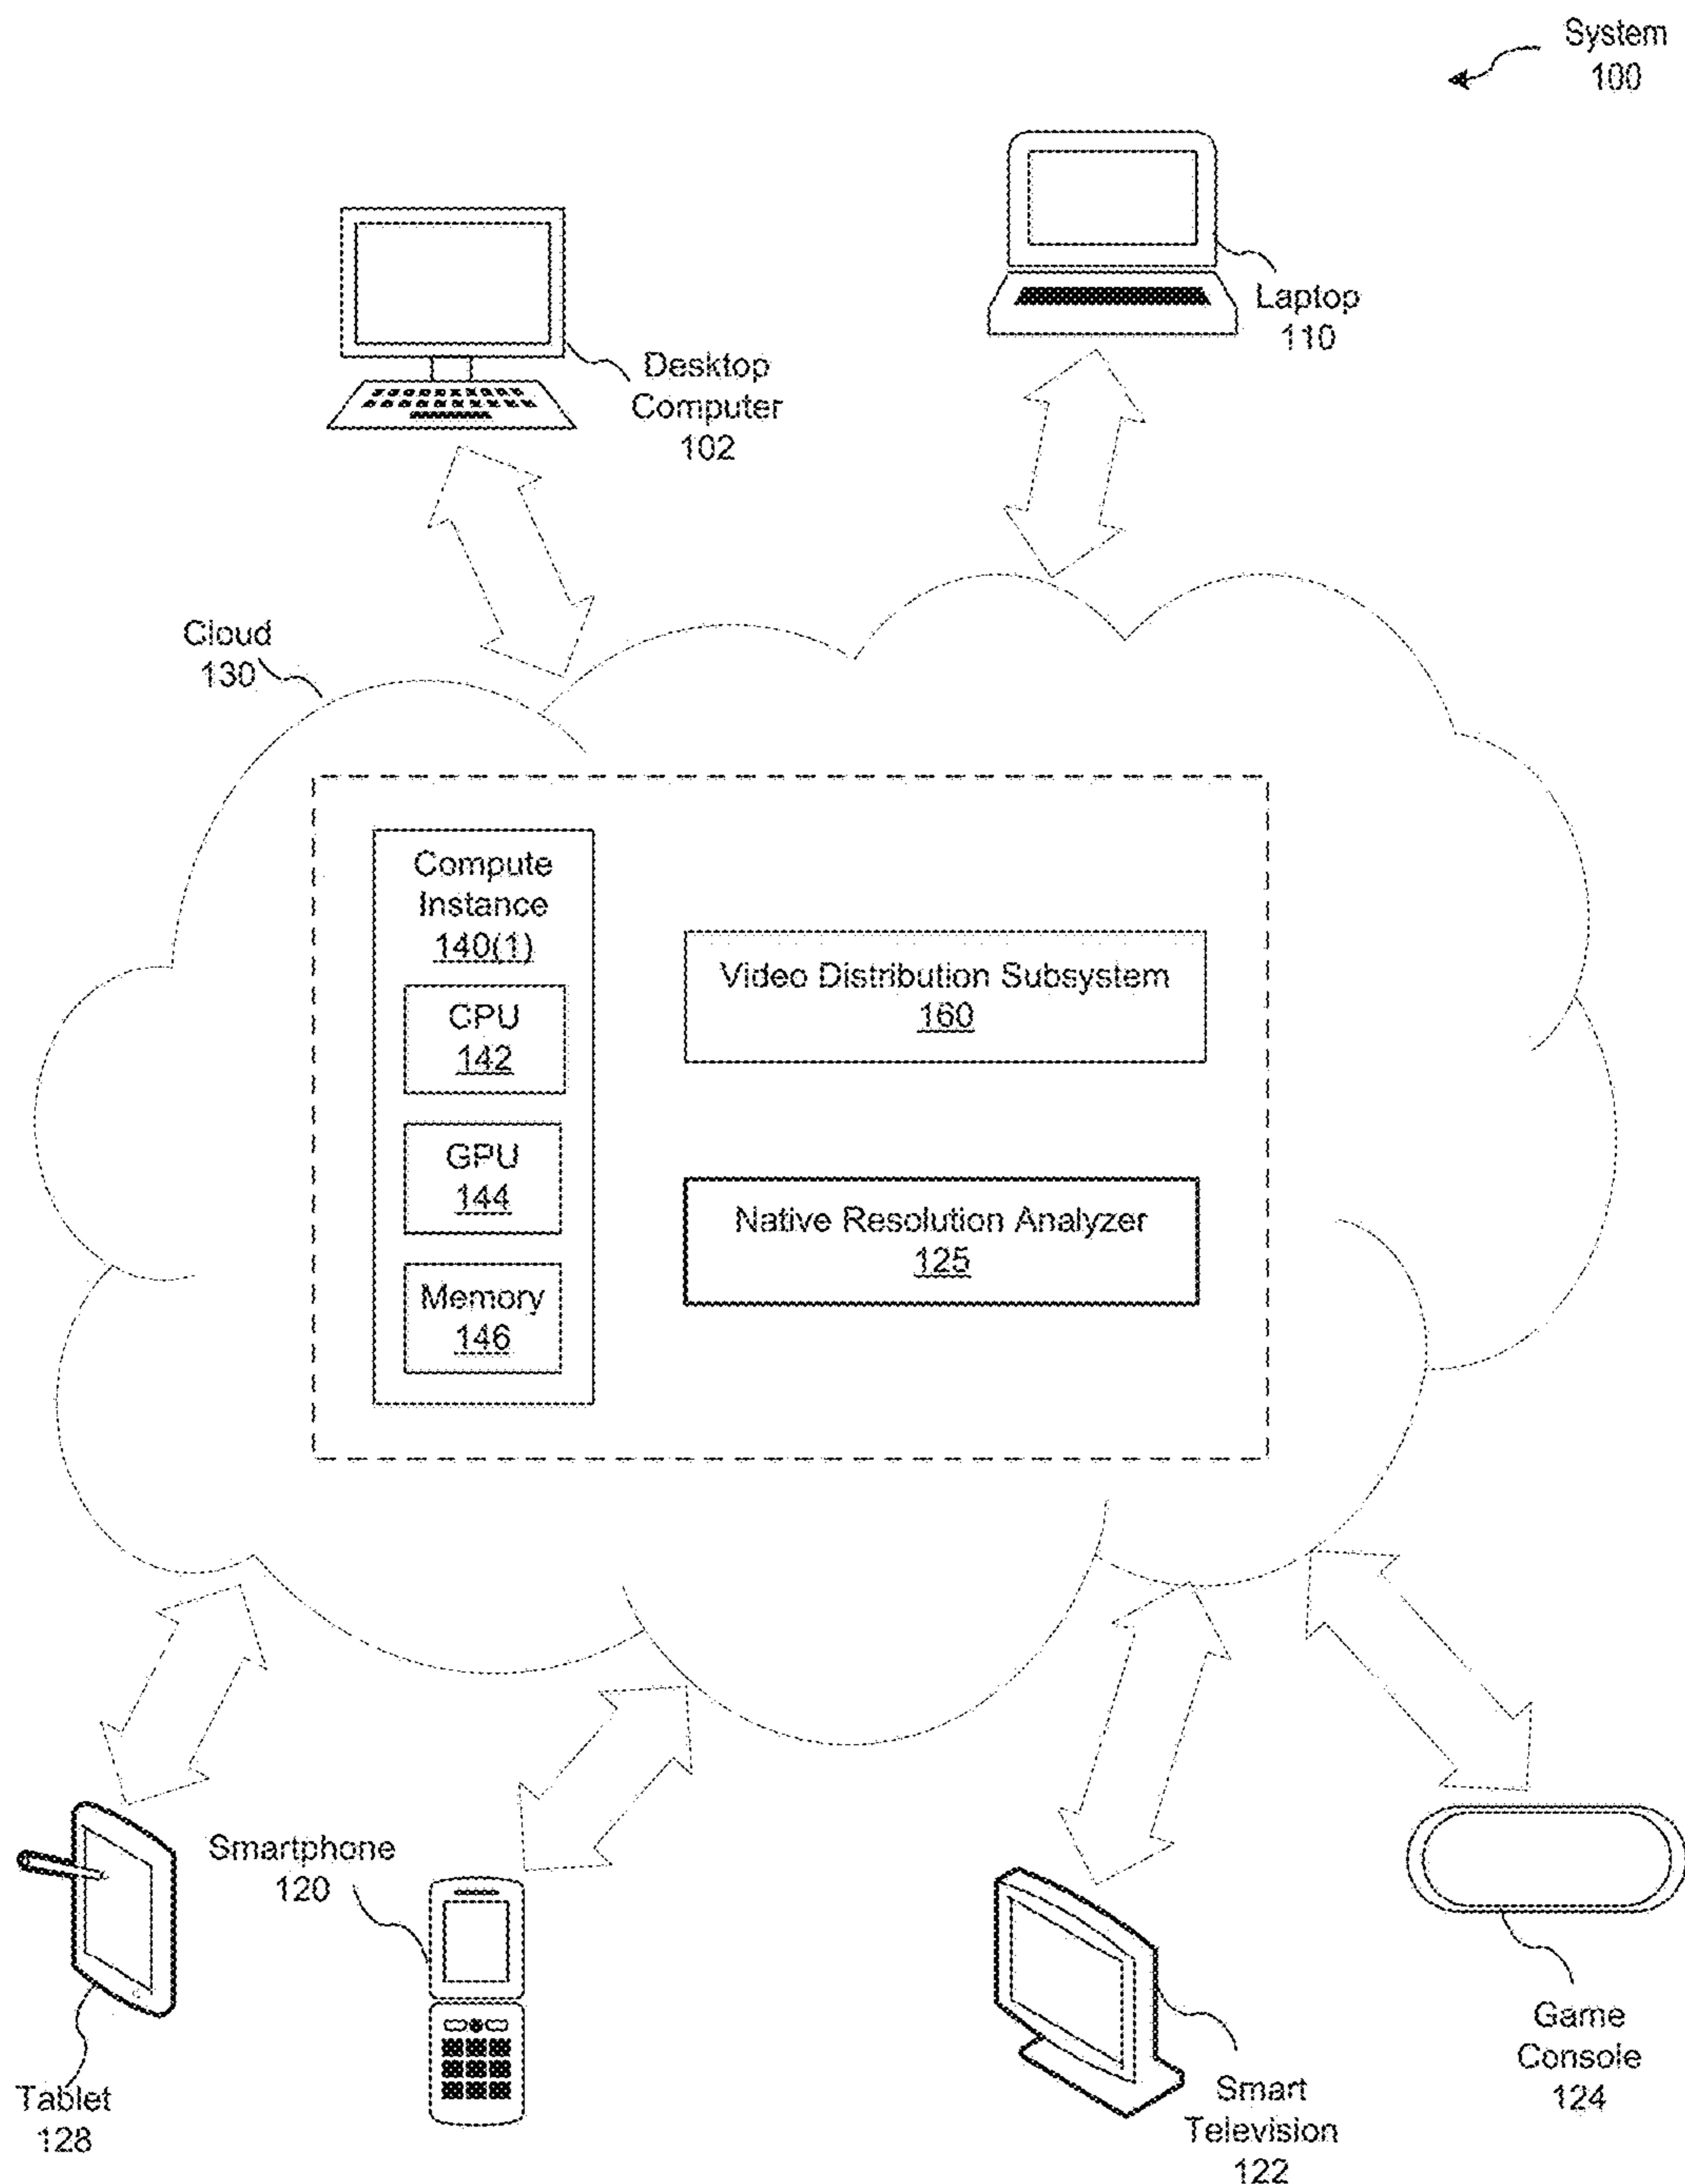 System
100
Laptop
110
Desktop
Computer
102
Cloud
130
Compute
Instance
140(1)
CPU
142
GPU
144
Memory
146
Video Distribution Subsystem
160
Native Resolution Analyzer
125
Smartphone
120
Tablet
128
Smart
Television
122
Game
Console
124